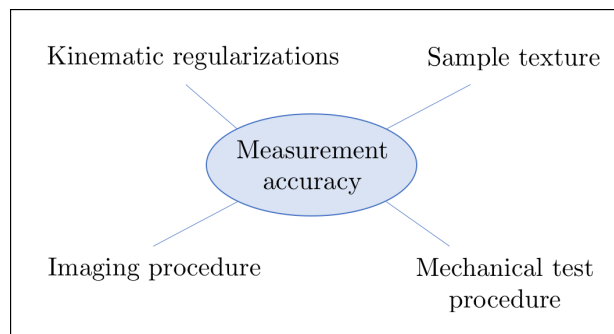 Kinematic regularizations
Sample texture
Measurement
accuracy
Imaging procedure
Mechanical test
procedure